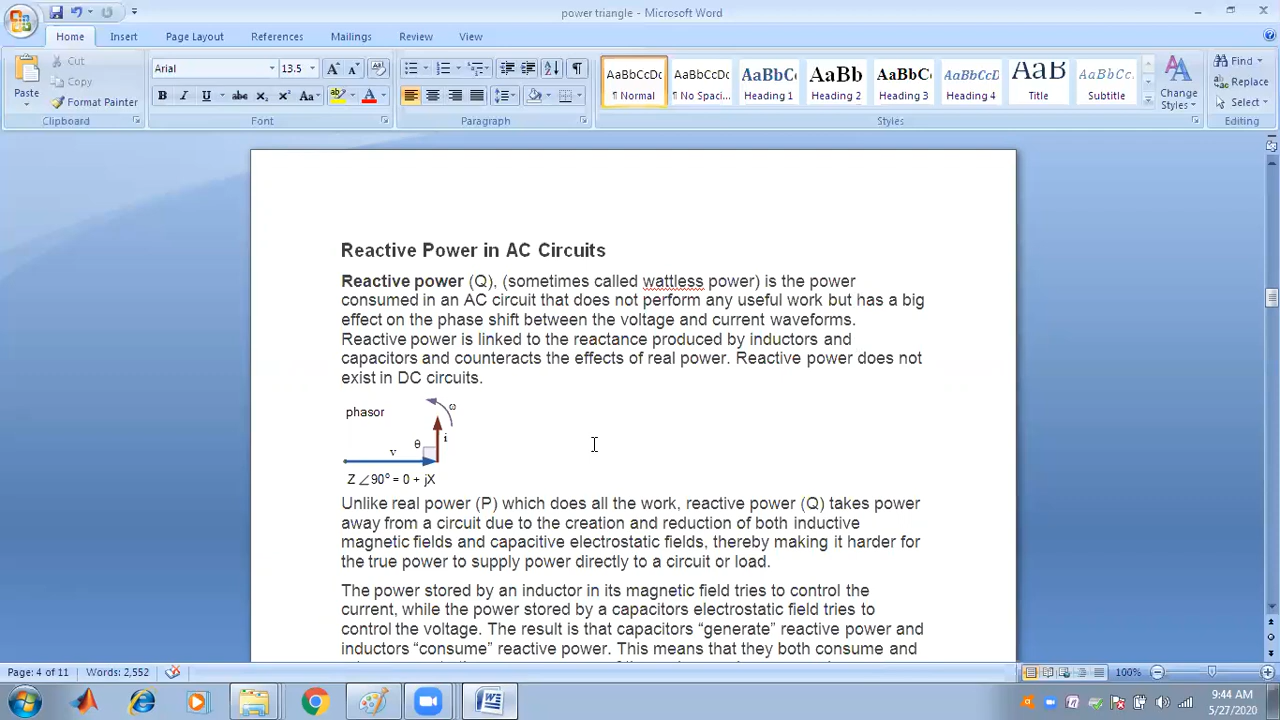 power triangle - Microsoft Word
Home Insert Page Layout References Mailings Review View
Paste
Cut
Copy
Format Painter
Clipboard
Arial 13.5
B I U abc x₂ x² Aa
Font
Paragraph
AaBbCcDc AaBbCcDc AaBbC AaBb AaBbC AaBbCcD AaB AaBbCc.
¶ Normal ¶ No Spaci... Heading 1 Heading 2 Heading 3 Heading 4 Title Subtitle
Change Styles
Styles
Find
Replace
Select
Editing
Reactive Power in AC Circuits
Reactive power (Q), (sometimes called wattless power) is the power
consumed in an AC circuit that does not perform any useful work but has a big
effect on the phase shift between the voltage and current waveforms.
Reactive power is linked to the reactance produced by inductors and
capacitors and counteracts the effects of real power. Reactive power does not
exist in DC circuits.
phasor ω
θ i
v
Z ∠90° = 0 + jX
Unlike real power (P) which does all the work, reactive power (Q) takes power
away from a circuit due to the creation and reduction of both inductive
magnetic fields and capacitive electrostatic fields, thereby making it harder for
the true power to supply power directly to a circuit or load.
The power stored by an inductor in its magnetic field tries to control the
current, while the power stored by a capacitors electrostatic field tries to
control the voltage. The result is that capacitors “generate” reactive power and
inductors “consume” reactive power. This means that they both consume and
Page: 4 of 11 Words: 2,552 100%
9:44 AM
5/27/2020